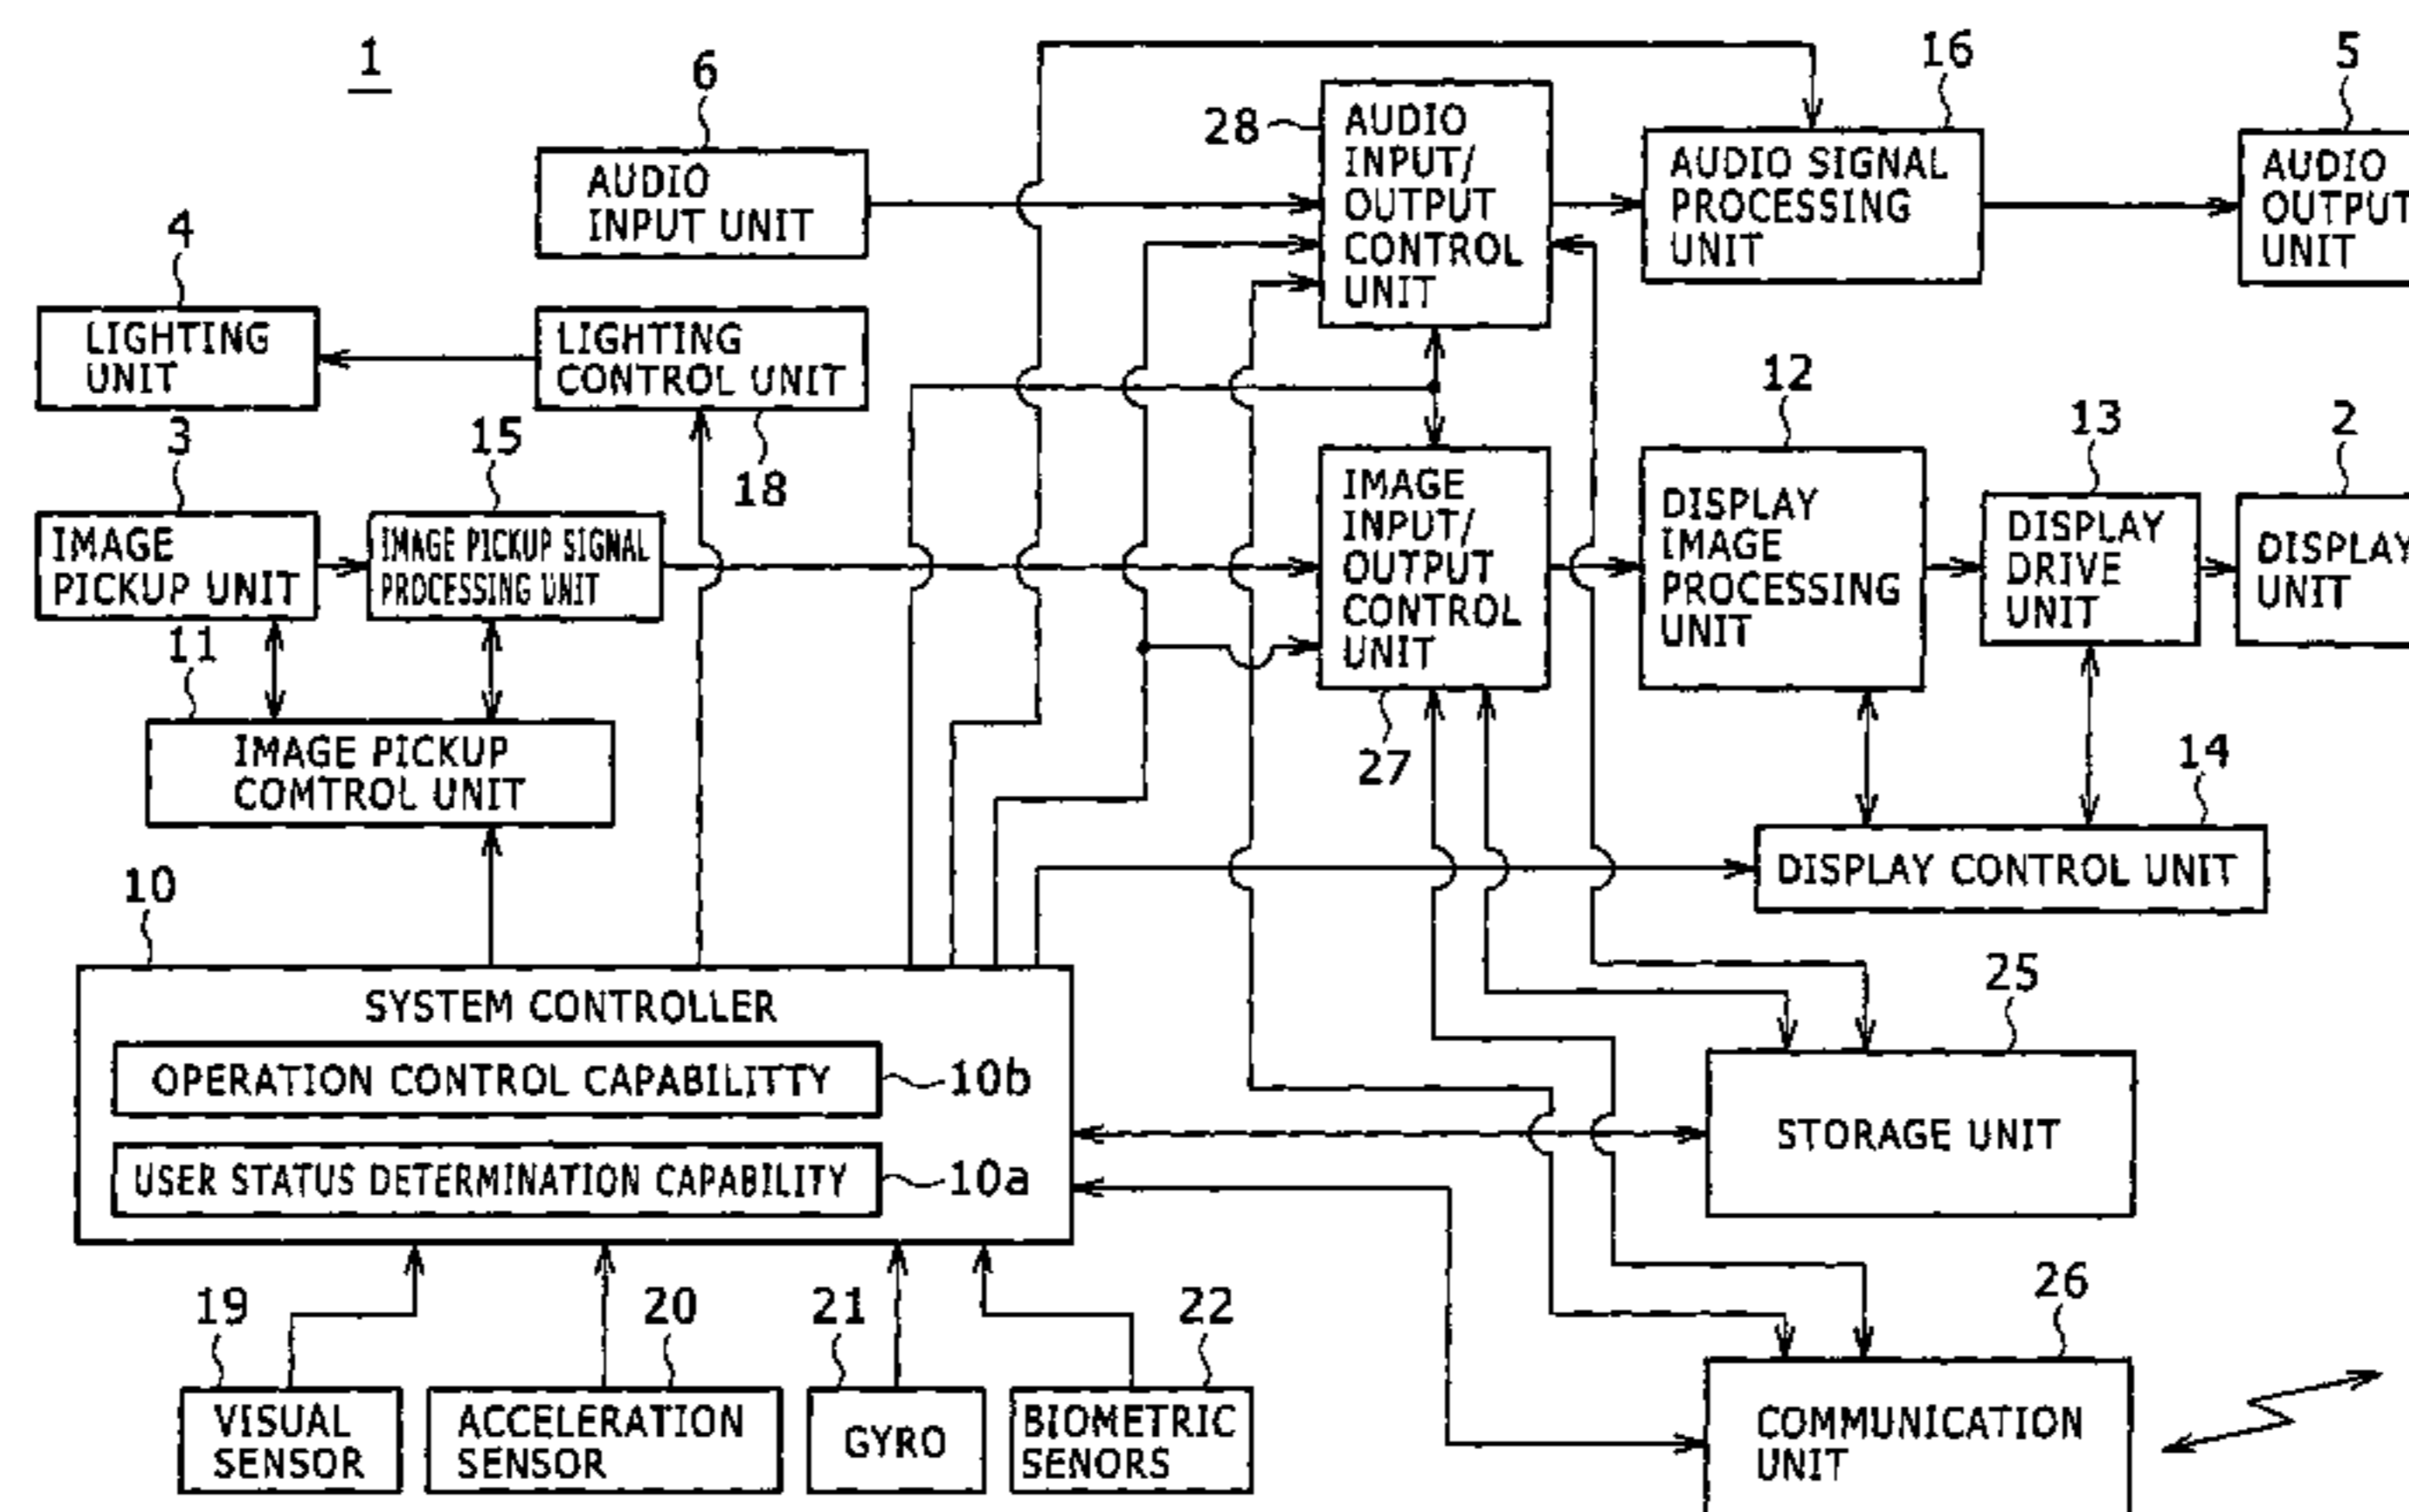 1
6
AUDIO
INPUT UNIT
28
AUDIO
INPUT/
OUTPUT
CONTROL
UNIT
16
AUDIO SIGNAL
PROCESSING
UNIT
5
AUDIO
OUTPUT
UNIT
4
LIGHTING
UNIT
LIGHTING
CONTROL UNIT
18
3
IMAGE
PICKUP UNIT
15
IMAGE PICKUP SIGNAL
PROCESSING UNIT
IMAGE
INPUT/
OUTPUT
CONTROL
UNIT
27
12
DISPLAY
IMAGE
PROCESSING
UNIT
13
DISPLAY
DRIVE
UNIT
2
DISPLAY
UNIT
11
IMAGE PICKUP
COMTROL UNIT
14
DISPLAY CONTROL UNIT
10
SYSTEM CONTROLLER
OPERATION CONTROL CAPABILITTY
10b
USER STATUS DETERMINATION CAPABILITY
10a
25
STORAGE UNIT
19
VISUAL
SENSOR
20
ACCELERATION
SENSOR
21
GYRO
22
BIOMETRIC
SENORS
26
COMMUNICATION
UNIT